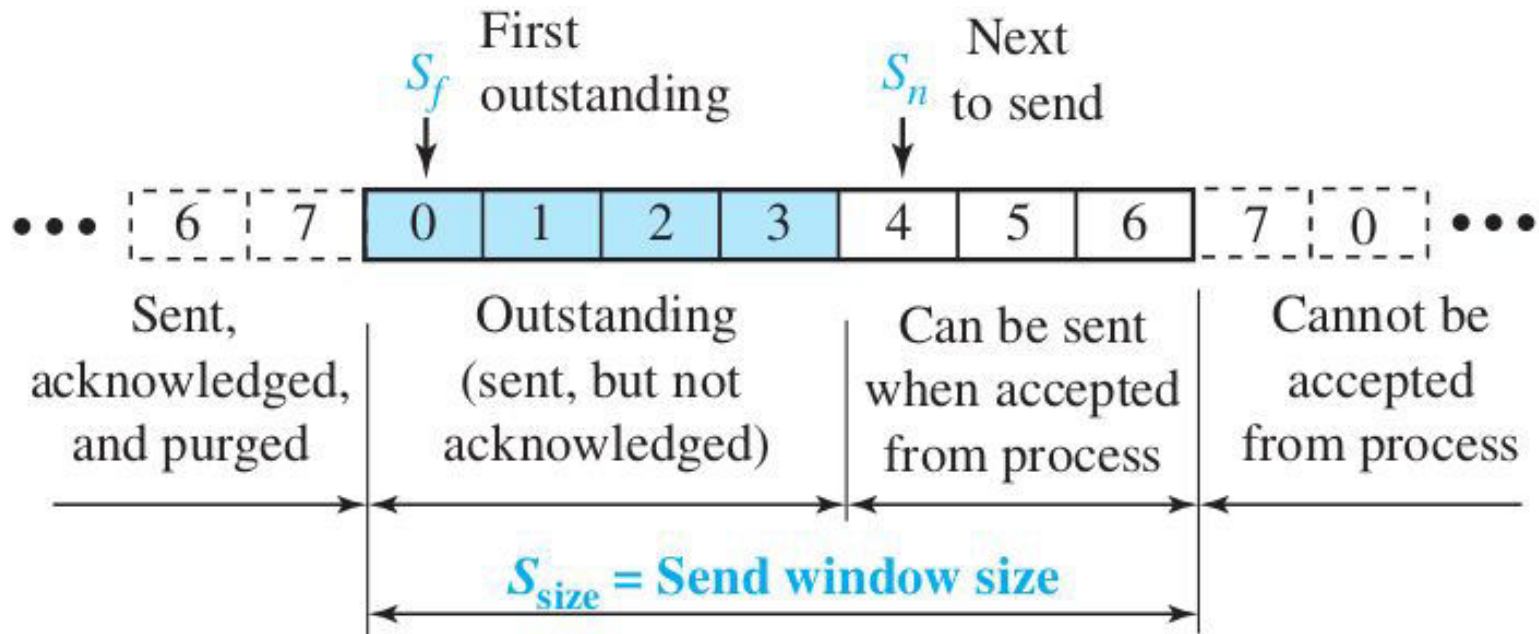 First
outstanding
S_f
Next
to send
S_n
••• 6 7 0 1 2 3 4 5 6 7 0 •••
Sent,
acknowledged,
and purged
Outstanding
(sent, but not
acknowledged)
Can be sent
when accepted
from process
Cannot be
accepted
from process
S_size = Send window size